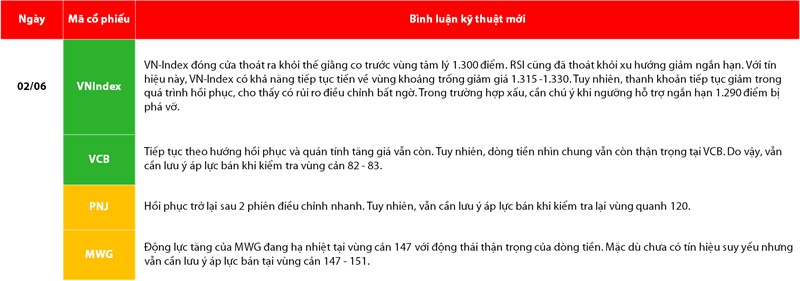 Ngày Mã cổ phiếu Bình luận kỹ thuật mới
VN-Index đóng cửa thoát ra khỏi thế giằng co trước vùng tâm lý 1.300 điểm. RSI cũng đã thoát khỏi xu hướng giảm ngắn hạn. Với tín
02/06 VNIndex hiệu này, VN-Index có khả năng tiếp tục tiến về vùng khoảng trống giảm giá 1.315 -1.330. Tuy nhiên, thanh khoản tiếp tục giảm trong
quá trình hồi phục, cho thấy có rủi ro điều chỉnh bất ngờ. Trong trường hợp xấu, cần chú ý khi ngưỡng hỗ trợ ngắn hạn 1.290 điểm bị
phá vỡ.
Tiếp tục theo hướng hồi phục và quán tính tăng giá vẫn còn. Tuy nhiên, dòng tiền nhìn chung vẫn còn thận trọng tại VCB. Do vậy, vẫn
VCB
cần lưu ý áp lực bán khi kiểm tra vùng cản 82 - 83.
PNJ Hồi phục trở lại sau 2 phiên điều chỉnh nhanh. Tuy nhiên, vẫn cần lưu ý áp lực bán khi kiểm tra lại vùng quanh 120.
Động lực tăng của MWG đang hạ nhiệt tại vùng cản 147 với động thái thận trọng của dòng tiền. Mặc dù chưa có tín hiệu suy yếu nhưng
MWG
vẫn cần lưu ý áp lực bán tại vùng cản 147 - 151.